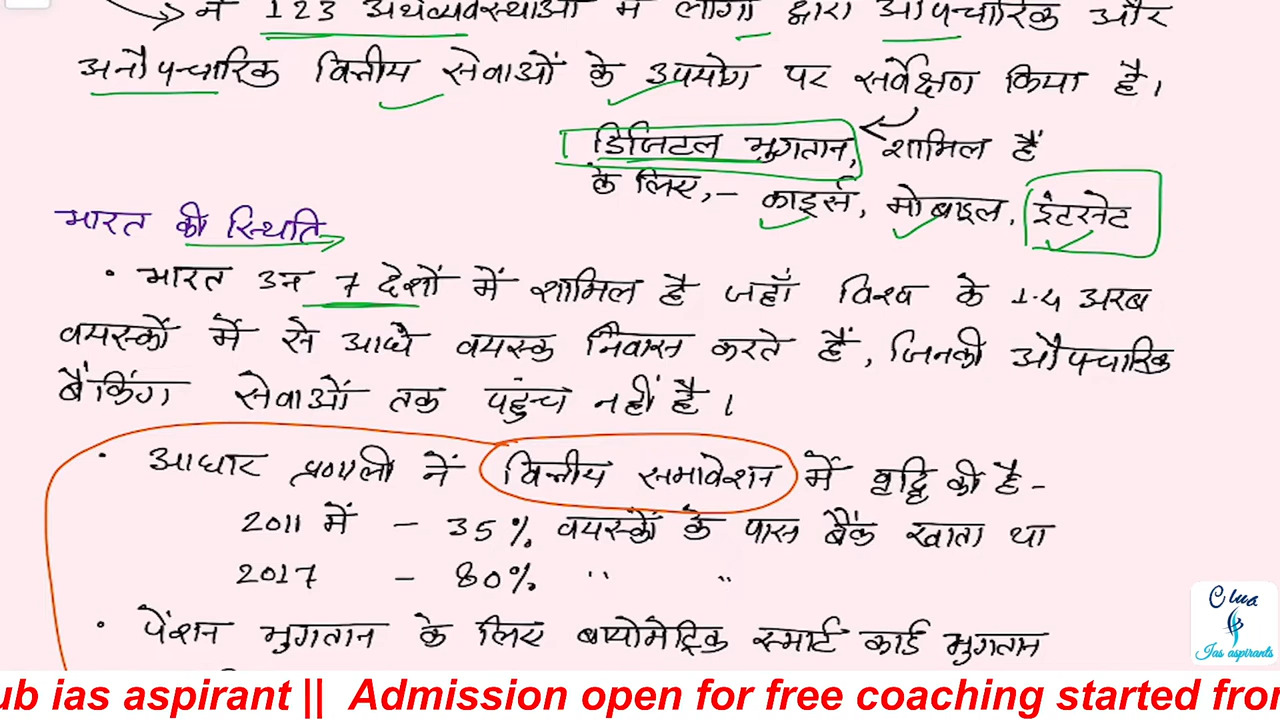 ने 123 अर्थव्यवस्थाओं में लोगों द्वारा औपचारिक और
अनौपचारिक वित्तीय सेवाओं के उपयोग पर सर्वेक्षण किया है।
डिजिटल भुगतान, शामिल हैं
के लिए,- कार्ड्स, मोबाइल, इंटरनेट
भारत की स्थिति
• भारत उन 7 देशों में शामिल है जहाँ विश्व के 1.4 अरब
वयस्कों में से आधे वयस्क निवास करते हैं, जिनकी औपचारिक
बैंकिंग सेवाओं तक पहुंच नहीं है।
• आधार प्रणाली ने वित्तीय समावेशन में वृद्धि की है -
2011 में - 35% वयस्कों के पास बैंक खाता था
2017 - 80% " "
• पेंशन भुगतान के लिए बायोमेट्रिक स्मार्ट कार्ड भुगतान
Club
Ias aspirants
ub ias aspirant || Admission open for free coaching started from